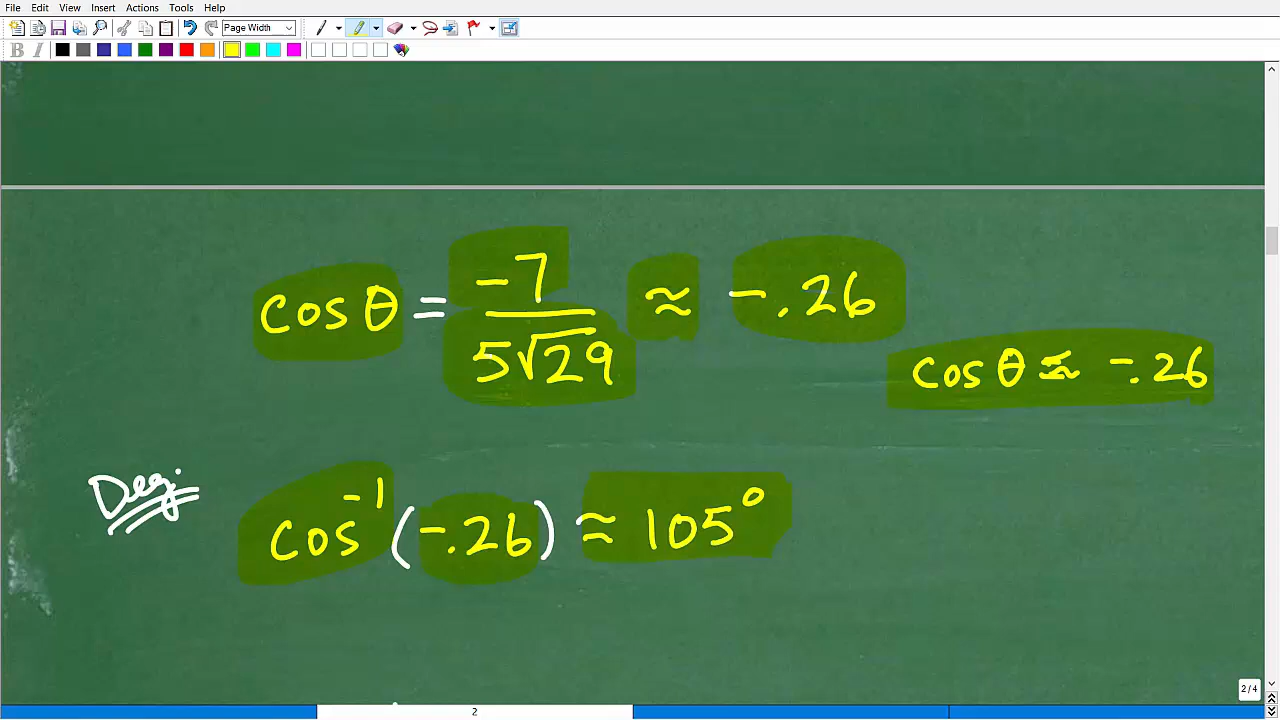 File Edit View Insert Actions Tools Help
Page Width
B I
cos θ = -7 / 5√29 ≈ -.26
cos θ ≈ -.26
Deg:
cos⁻¹ (-.26) ≈ 105°
2/4
2